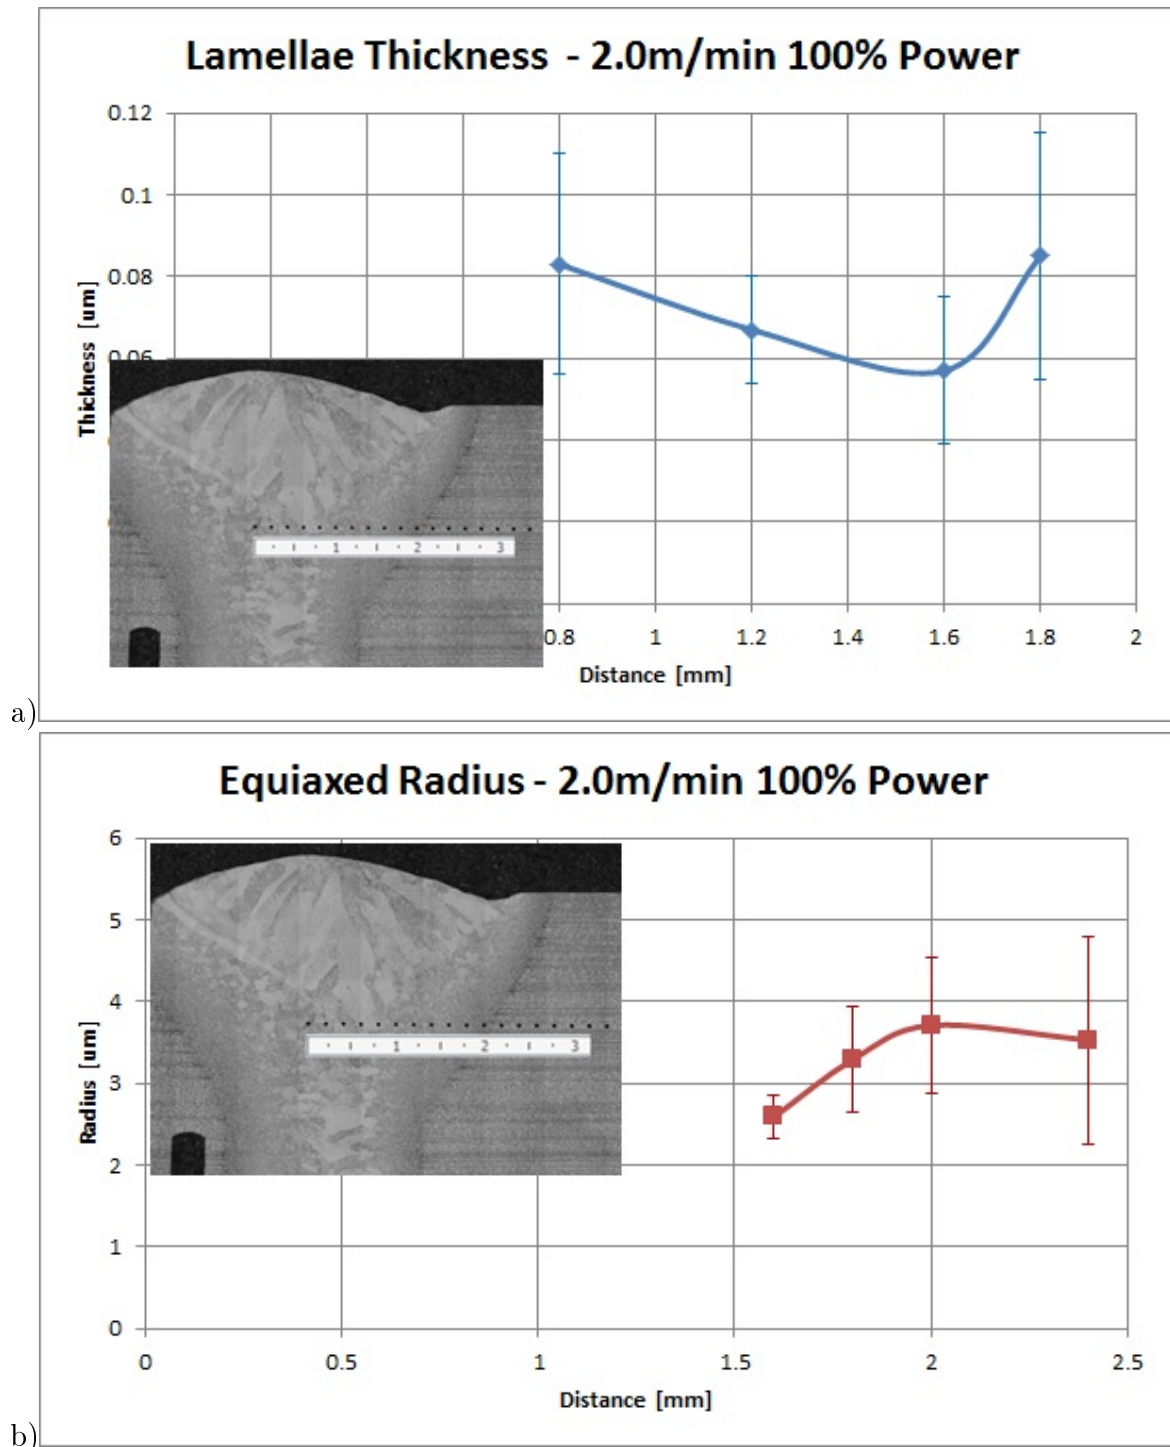 Lamellae Thickness - 2.0m/min 100% Power
0.12
0.1
0.08
0.06
Thickness [um]
1 2 3
0.8 1 1.2 1.4 1.6 1.8 2
Distance [mm]
a)
Equiaxed Radius - 2.0m/min 100% Power
6
5
4
3
2
1
0
Radius [um]
1 2 3
0 0.5 1 1.5 2 2.5
Distance [mm]
b)